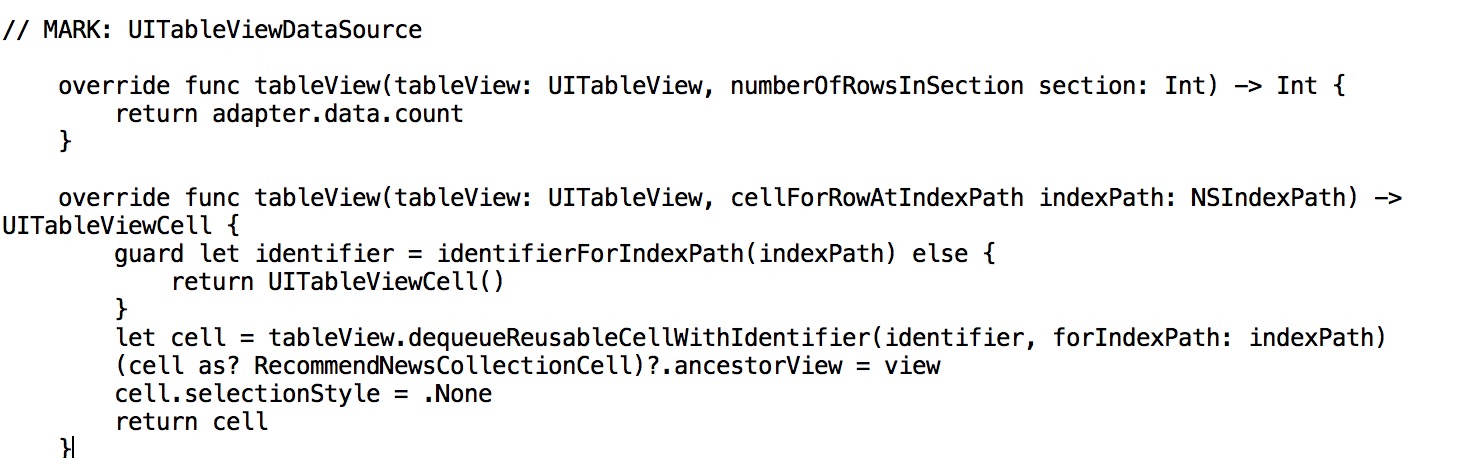 // MARK: UITableViewDataSource
override func tableView(tableView: UITableView, numberOfRowsInSection section: Int) -> Int {
return adapter.data.count
}
override func tableView(tableView: UITableView, cellForRowAtIndexPath indexPath: NSIndexPath) ->
UITableViewCell {
guard let identifier = identifierForIndexPath(indexPath) else {
return UITableViewCell()
}
let cell = tableView.dequeueReusableCellWithIdentifier(identifier, forIndexPath: indexPath)
(cell as? RecommendNewsCollectionCell)?.ancestorView = view
cell.selectionStyle = .None
return cell
}